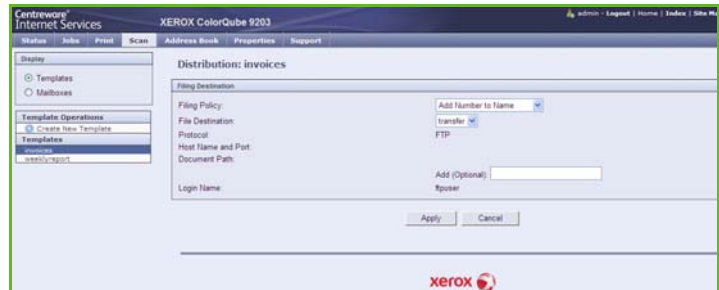 Centreware®
Internet Services
XEROX ColorQube 9203
admin - Logout | Home | Index | Site M
Status Jobs Print Scan Address Book Properties Support
Display
Templates
Mailboxes
Template Operations
Create New Template
Templates
invoices
weeklyreport
Distribution: invoices
Filing Destination
Filing Policy: Add Number to Name
File Destination: transfer
Protocol: FTP
Host Name and Port:
Document Path:
Add (Optional):
Login Name: ftpuser
Apply Cancel
xerox